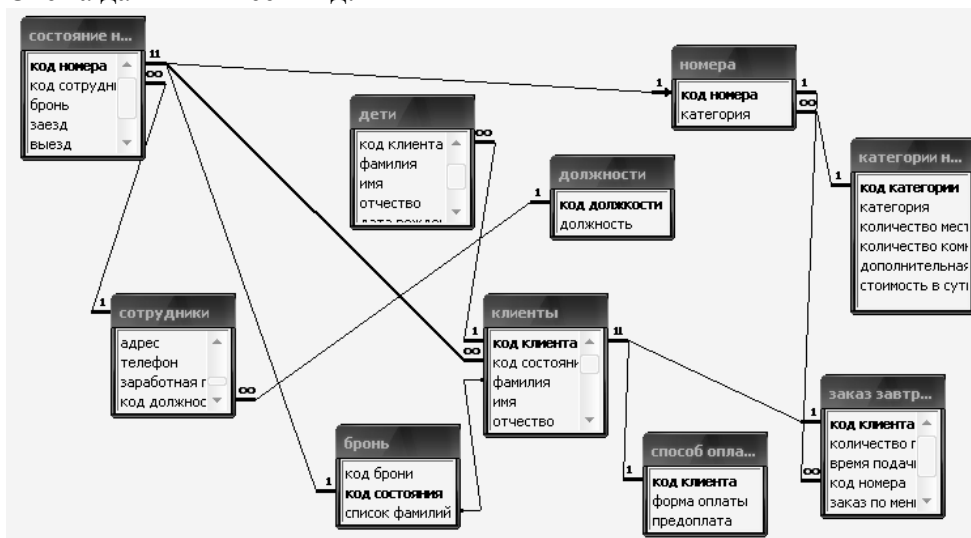 состояние н...
код номера
код сотрудни
бронь
заезд
выезд
номера
код номера
категория
дети
код клиента
фамилия
имя
отчество
должности
код должкости
должность
категории н...
код категории
категория
количество мест
количество комн
дополнительная
стоимость в сутк
сотрудники
адрес
телефон
заработная п
код должнос
клиенты
код клиента
код состояни
фамилия
имя
отчество
бронь
код брони
код состояния
список фамилий
способ опла...
код клиента
форма оплаты
предоплата
заказ завтр...
код клиента
количество п
время подачи
код номера
заказ по мен
1 1
∞
1
1
∞
∞
1
1
1
∞
1
∞
1 1
1
1
1
∞